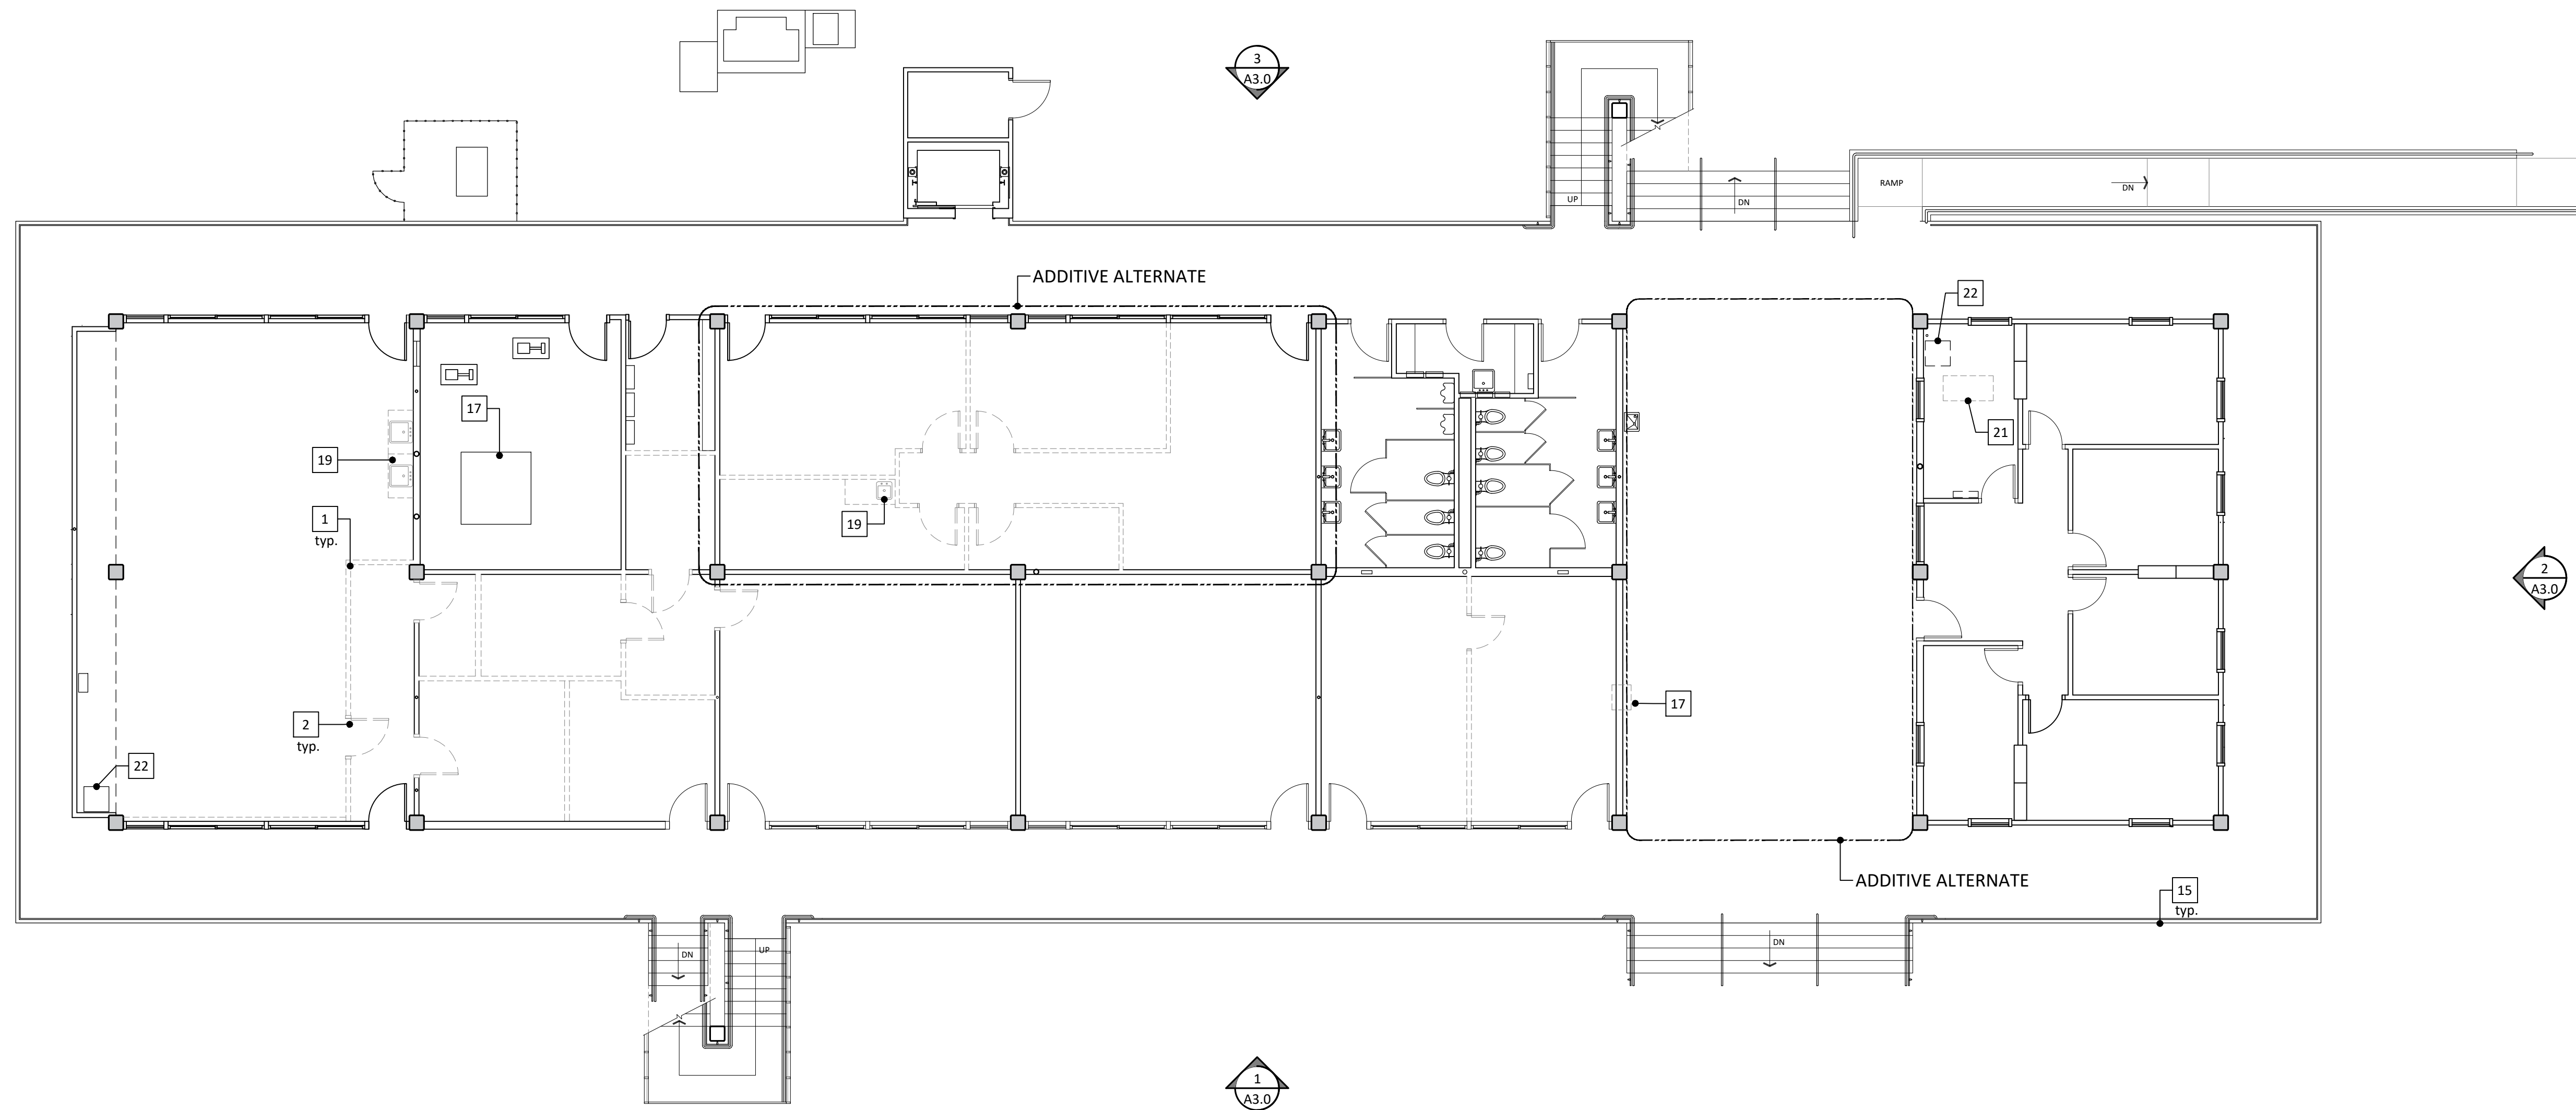 3
A3.0
UP
DN
RAMP
DN
ADDITIVE ALTERNATE
22
17
21
19
1
typ.
19
2
A3.0
2
typ.
17
22
ADDITIVE ALTERNATE
15
typ.
DN
UP
DN
1
A3.0